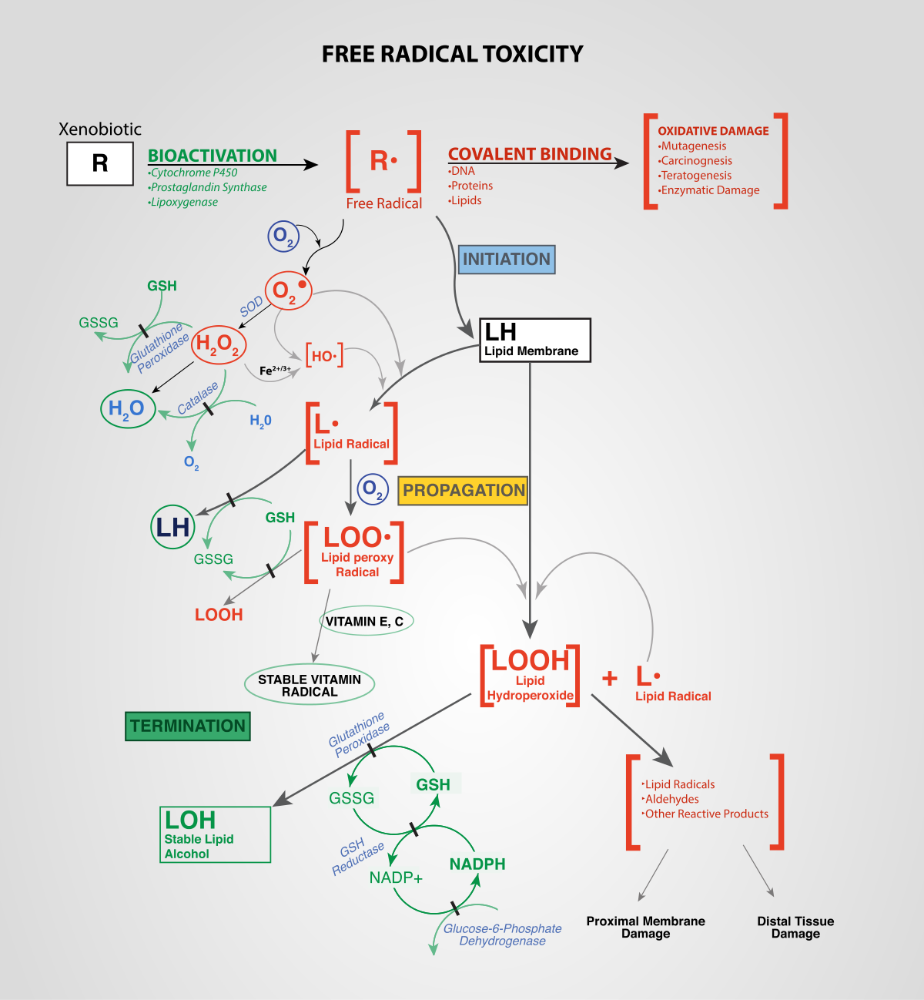 FREE RADICAL TOXICITY
Xenobiotic
R
BIOACTIVATION
•Cytochrome P450
•Prostaglandin Synthase
•Lipoxygenase
R•
Free Radical
COVALENT BINDING
•DNA
•Proteins
•Lipids
OXIDATIVE DAMAGE
•Mutagenesis
•Carcinognesis
•Teratogenesis
•Enzymatic Damage
O₂
INITIATION
O₂•
SOD
GSH
GSSG
Glutathione
Peroxidase
H₂O₂
[HO•]
Fe²⁺/³⁺
LH
Lipid Membrane
H₂O
Catalase
H₂0
O₂
L•
Lipid Radical
O₂
PROPAGATION
LH
GSH
GSSG
LOO•
Lipid peroxy
Radical
LOOH
VITAMIN E, C
STABLE VITAMIN
RADICAL
LOOH
Lipid
Hydroperoxide
+
L•
Lipid Radical
TERMINATION
Glutathione
Peroxidase
GSSG
GSH
LOH
Stable Lipid
Alcohol
GSH
Reductase
NADP+
NADPH
Glucose-6-Phosphate
Dehydrogenase
‣Lipid Radicals
‣Aldehydes
‣Other Reactive Products
Proximal Membrane
Damage
Distal Tissue
Damage